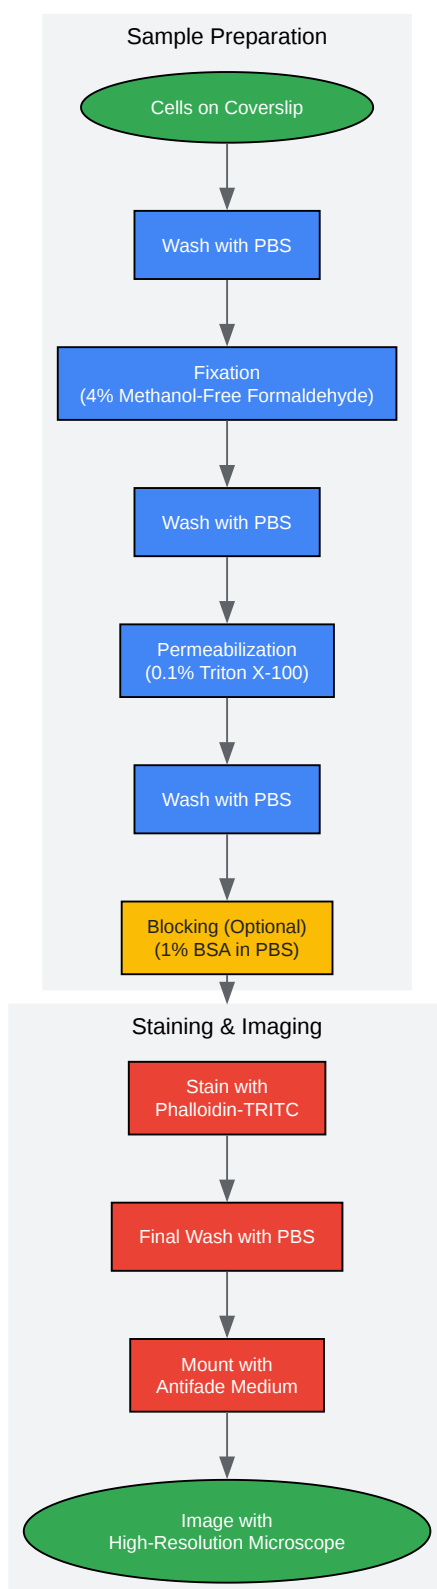 Sample Preparation
Cells on Coverslip
Wash with PBS
Fixation
(4% Methanol-Free Formaldehyde)
Wash with PBS
Permeabilization
(0.1% Triton X-100)
Wash with PBS
Blocking (Optional)
(1% BSA in PBS)
Staining & Imaging
Stain with
Phalloidin-TRITC
Final Wash with PBS
Mount with
Antifade Medium
Image with
High-Resolution Microscope